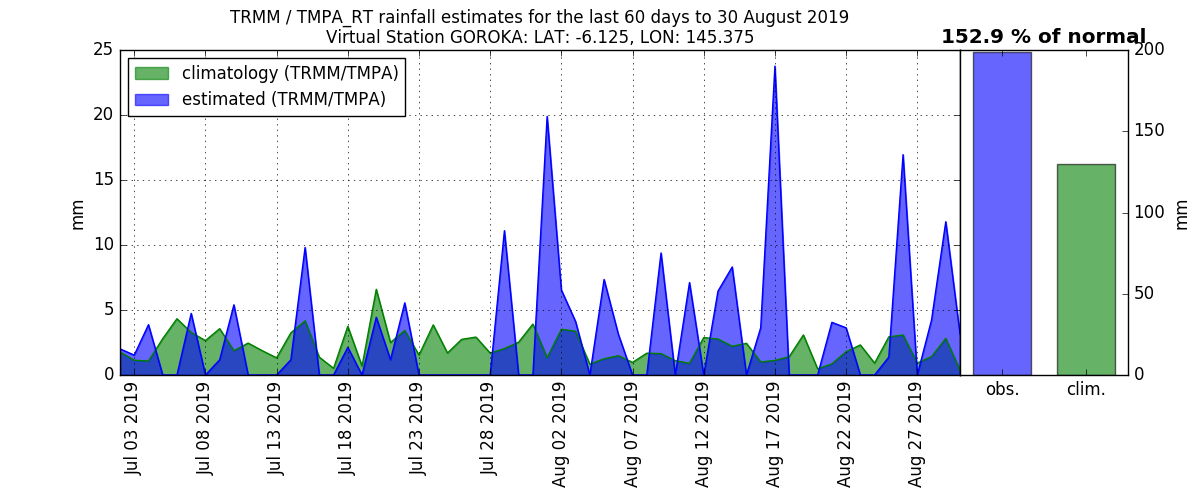 TRMM / TMPA_RT rainfall estimates for the last 60 days to 30 August 2019
Virtual Station GOROKA: LAT: -6.125, LON: 145.375
152.9 % of normal
climatology (TRMM/TMPA)
estimated (TRMM/TMPA)
25
20
15
10
5
0
mm
Jul 03 2019
Jul 08 2019
Jul 13 2019
Jul 18 2019
Jul 23 2019
Jul 28 2019
Aug 02 2019
Aug 07 2019
Aug 12 2019
Aug 17 2019
Aug 22 2019
Aug 27 2019
obs.
clim.
200
150
100
50
0
mm